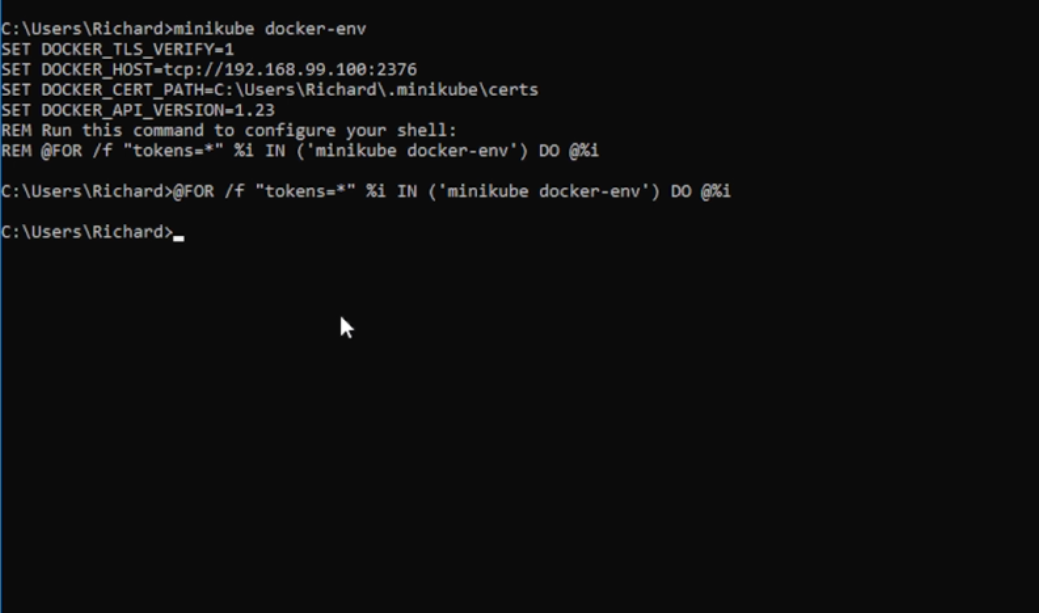 C:\Users\Richard>minikube docker-env
SET DOCKER_TLS_VERIFY=1
SET DOCKER_HOST=tcp://192.168.99.100:2376
SET DOCKER_CERT_PATH=C:\Users\Richard\.minikube\certs
SET DOCKER_API_VERSION=1.23
REM Run this command to configure your shell:
REM @FOR /f "tokens=*" %i IN ('minikube docker-env') DO @%i
C:\Users\Richard>@FOR /f "tokens=*" %i IN ('minikube docker-env') DO @%i
C:\Users\Richard>